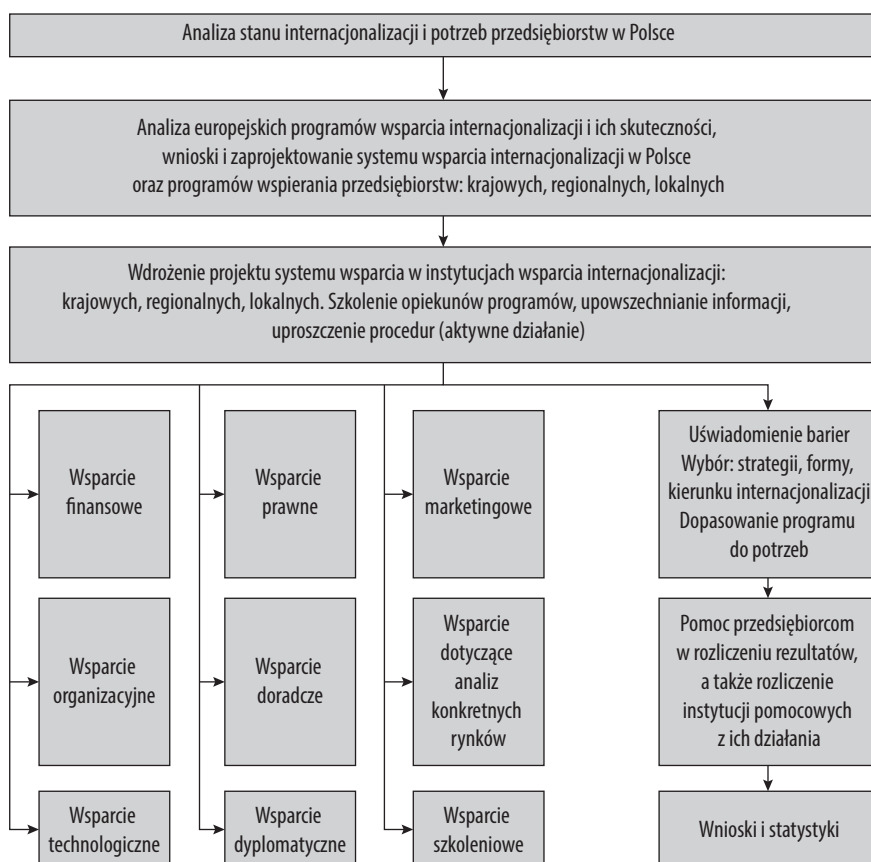 Analiza stanu internacjonalizacji i potrzeb przedsiębiorstw w Polsce
Analiza europejskich programów wsparcia internacjonalizacji i ich skuteczności,
wnioski i zaprojektowanie systemu wsparcia internacjonalizacji w Polsce
oraz programów wspierania przedsiębiorstw: krajowych, regionalnych, lokalnych
Wdrożenie projektu systemu wsparcia w instytucjach wsparcia internacjonalizacji:
krajowych, regionalnych, lokalnych. Szkolenie opiekunów programów, upowszechnianie informacji,
uproszczenie procedur (aktywne działanie)
Wsparcie
finansowe
Wsparcie
prawne
Wsparcie
marketingowe
Uświadomienie barier
Wybór: strategii, formy,
kierunku internacjonalizacji
Dopasowanie programu
do potrzeb
Wsparcie
organizacyjne
Wsparcie
doradcze
Wsparcie
dotyczące
analiz
konkretnych
rynków
Pomoc przedsiębiorcom
w rozliczeniu rezultatów,
a także rozliczenie
instytucji pomocowych
z ich działania
Wsparcie
technologiczne
Wsparcie
dyplomatyczne
Wsparcie
szkoleniowe
Wnioski i statystyki